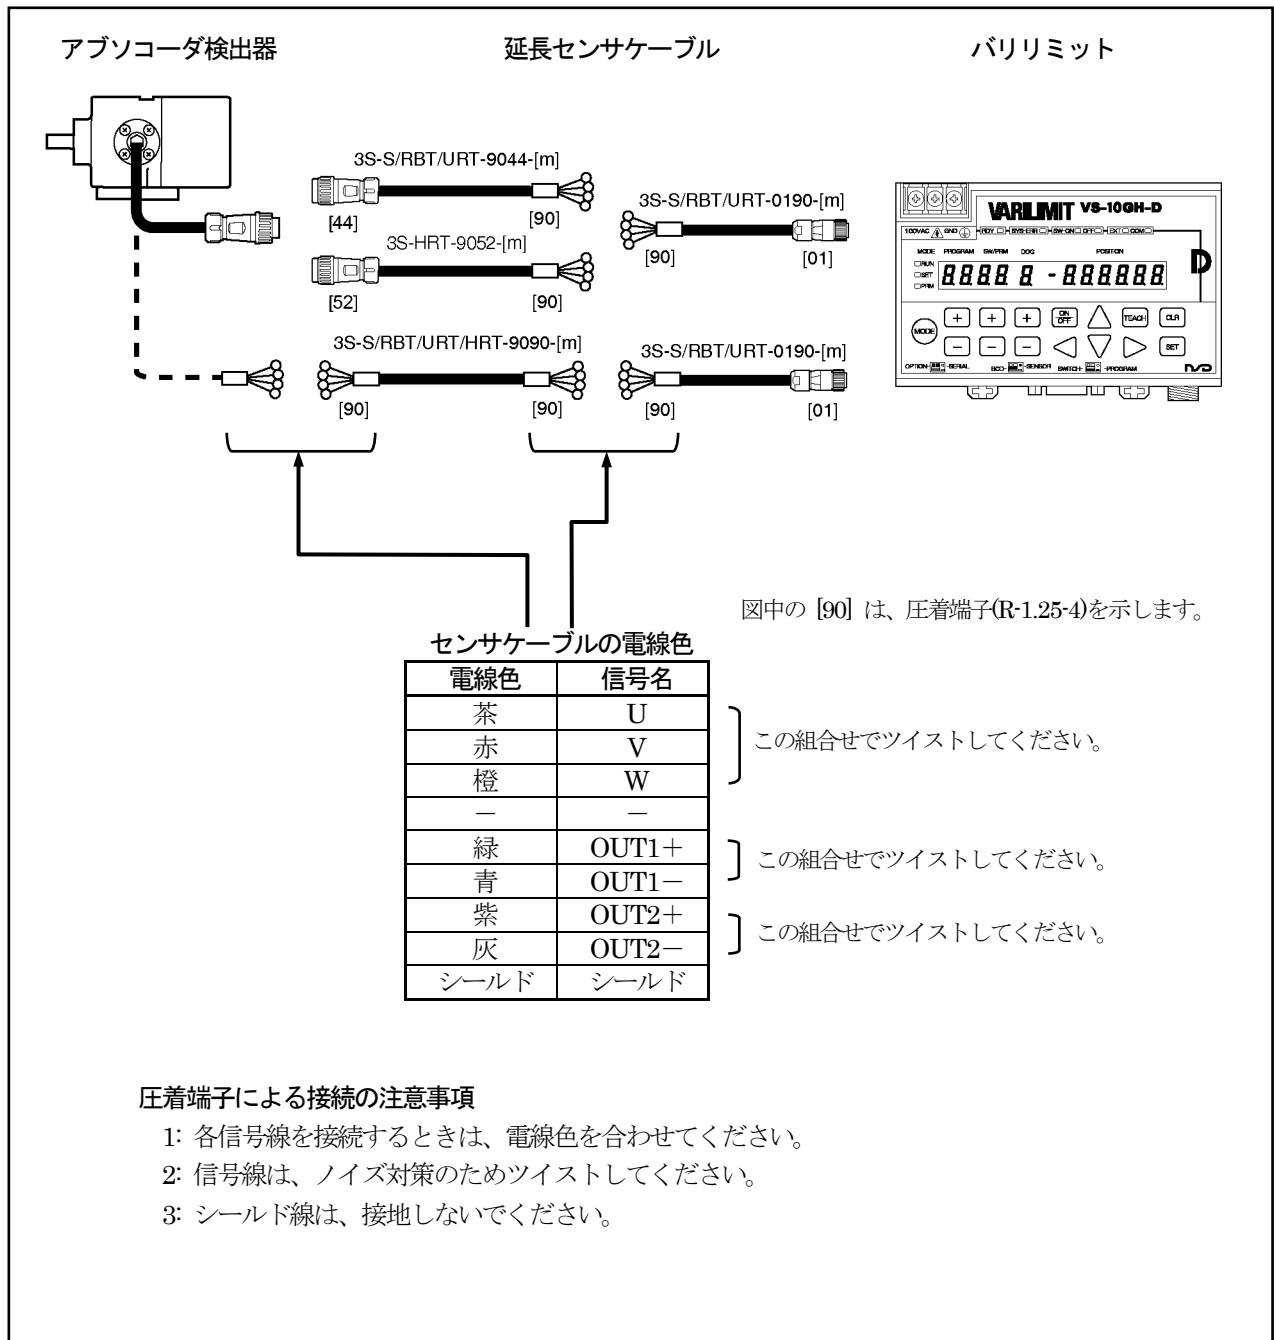 アブソコーダ検出器
延長センサケーブル
バリリミット
3S-S/RBT/URT-9044-[m]
[44]
[90]
3S-S/RBT/URT-0190-[m]
[90]
[01]
3S-HRT-9052-[m]
[52]
[90]
3S-S/RBT/URT/HRT-9090-[m]
[90]
[90]
3S-S/RBT/URT-0190-[m]
[90]
[01]
VARILIMIT VS-10GH-D
100VAC GND RDY SYS-ERR SW-ON OFF EXT COM
MODE PROGRAM SW/PRM DOG POSITION
RUN
SET
PRM
8.8.8.8. 8. - 8.8.8.8.8.8.
D
MODE
+ + + ON/OFF TEACH CLR
- - - SET
OPTION- -SERIAL BCD- -SENSOR SWITCH- -PROGRAM NSD
図中の [90] は、圧着端子(R-1.25-4)を示します。
センサケーブルの電線色
電線色 信号名
茶 U
赤 V
橙 W
－ －
緑 OUT1＋
青 OUT1－
紫 OUT2＋
灰 OUT2－
シールド シールド
この組合せでツイストしてください。
この組合せでツイストしてください。
この組合せでツイストしてください。
圧着端子による接続の注意事項
1: 各信号線を接続するときは、電線色を合わせてください。
2: 信号線は、ノイズ対策のためツイストしてください。
3: シールド線は、接地しないでください。